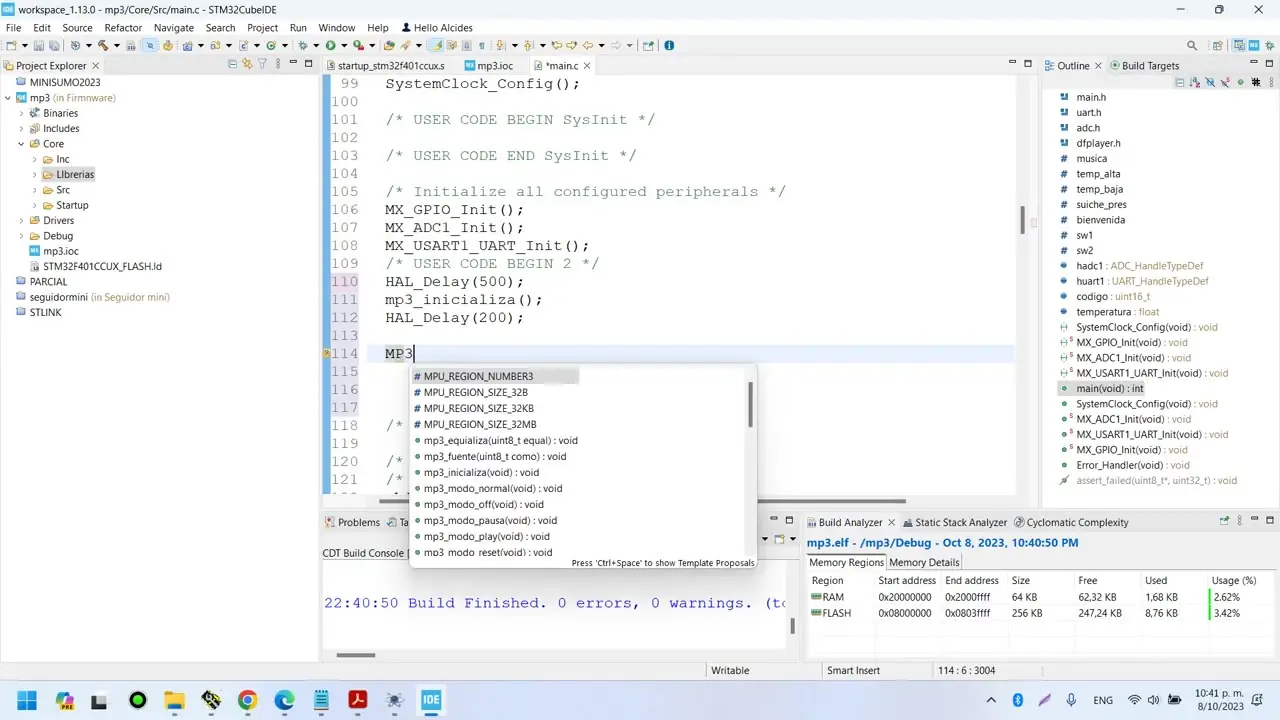 workspace_1.13.0 - mp3/Core/Src/main.c - STM32CubeIDE
File Edit Source Refactor Navigate Search Project Run Window Help Hello Alcides
Project Explorer
MINISUMO2023
mp3 (in Firmnware)
Binaries
Includes
Core
Inc
LIbrerias
Src
Startup
Drivers
Debug
mp3.ioc
STM32F401CCUX_FLASH.ld
PARCIAL
seguidormini (in Seguidor mini)
STLINK
startup_stm32f401ccux.s mp3.ioc *main.c
99 SystemClock_Config();
100
101 /* USER CODE BEGIN SysInit */
102
103 /* USER CODE END SysInit */
104
105 /* Initialize all configured peripherals */
106 MX_GPIO_Init();
107 MX_ADC1_Init();
108 MX_USART1_UART_Init();
109 /* USER CODE BEGIN 2 */
110 HAL_Delay(500);
111 mp3_inicializa();
112 HAL_Delay(200);
113
114 MP3
115
116
117
118 /*
119
120 /*
121 /*
MPU_REGION_NUMBER3
MPU_REGION_SIZE_32B
MPU_REGION_SIZE_32KB
MPU_REGION_SIZE_32MB
mp3_equializa(uint8_t equal) : void
mp3_fuente(uint8_t como) : void
mp3_inicializa(void) : void
mp3_modo_normal(void) : void
mp3_modo_off(void) : void
mp3_modo_pausa(void) : void
mp3_modo_play(void) : void
mp3_modo_reset(void) : void
Press 'Ctrl+Space' to show Template Proposals
Outline Build Targets
main.h
uart.h
adc.h
dfplayer.h
musica
temp_alta
temp_baja
suiche_pres
bienvenida
sw1
sw2
hadc1 : ADC_HandleTypeDef
huart1 : UART_HandleTypeDef
codigo : uint16_t
temperatura : float
SystemClock_Config(void) : void
MX_GPIO_Init(void) : void
MX_ADC1_Init(void) : void
MX_USART1_UART_Init(void) : void
main(void) : int
SystemClock_Config(void) : void
MX_ADC1_Init(void) : void
MX_USART1_UART_Init(void) : void
MX_GPIO_Init(void) : void
Error_Handler(void) : void
assert_failed(uint8_t*, uint32_t) : void
Problems Ta
CDT Build Console
22:40:50 Build Finished. 0 errors, 0 warnings. (to
Build Analyzer Static Stack Analyzer Cyclomatic Complexity
mp3.elf - /mp3/Debug - Oct 8, 2023, 10:40:50 PM
Memory Regions Memory Details
Region Start address End address Size Free Used Usage (%)
RAM 0x20000000 0x2000ffff 64 KB 62,32 KB 1,68 KB 2.62%
FLASH 0x08000000 0x0803ffff 256 KB 247,24 KB 8,76 KB 3.42%
Writable Smart Insert 114 : 6 : 3004
IDE
ENG
10:41 p. m.
8/10/2023